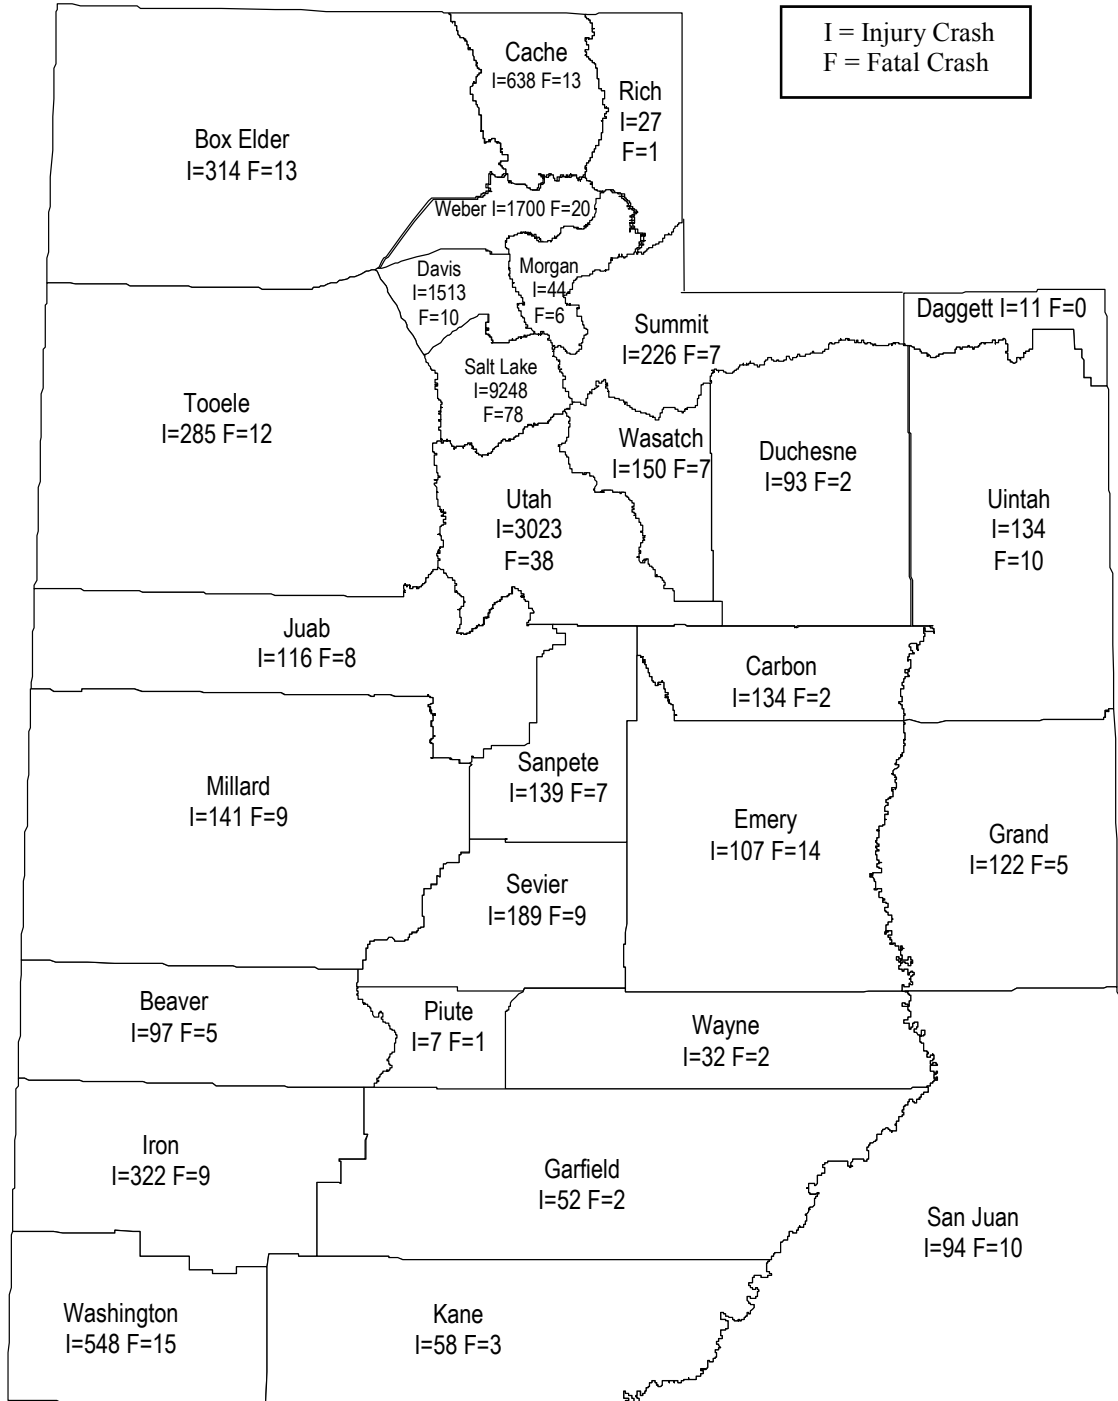 I = Injury Crash
F = Fatal Crash
Cache
I=638 F=13
Rich
I=27
F=1
Box Elder
I=314 F=13
Weber I=1700 F=20
Davis
I=1513
F=10
Morgan
I=44
F=6
Summit
I=226 F=7
Daggett I=11 F=0
Salt Lake
I=9248
F=78
Tooele
I=285 F=12
Wasatch
I=150 F=7
Duchesne
I=93 F=2
Utah
I=3023
F=38
Uintah
I=134
F=10
Juab
I=116 F=8
Carbon
I=134 F=2
Sanpete
I=139 F=7
Millard
I=141 F=9
Emery
I=107 F=14
Grand
I=122 F=5
Sevier
I=189 F=9
Beaver
I=97 F=5
Piute
I=7 F=1
Wayne
I=32 F=2
Iron
I=322 F=9
Garfield
I=52 F=2
San Juan
I=94 F=10
Washington
I=548 F=15
Kane
I=58 F=3